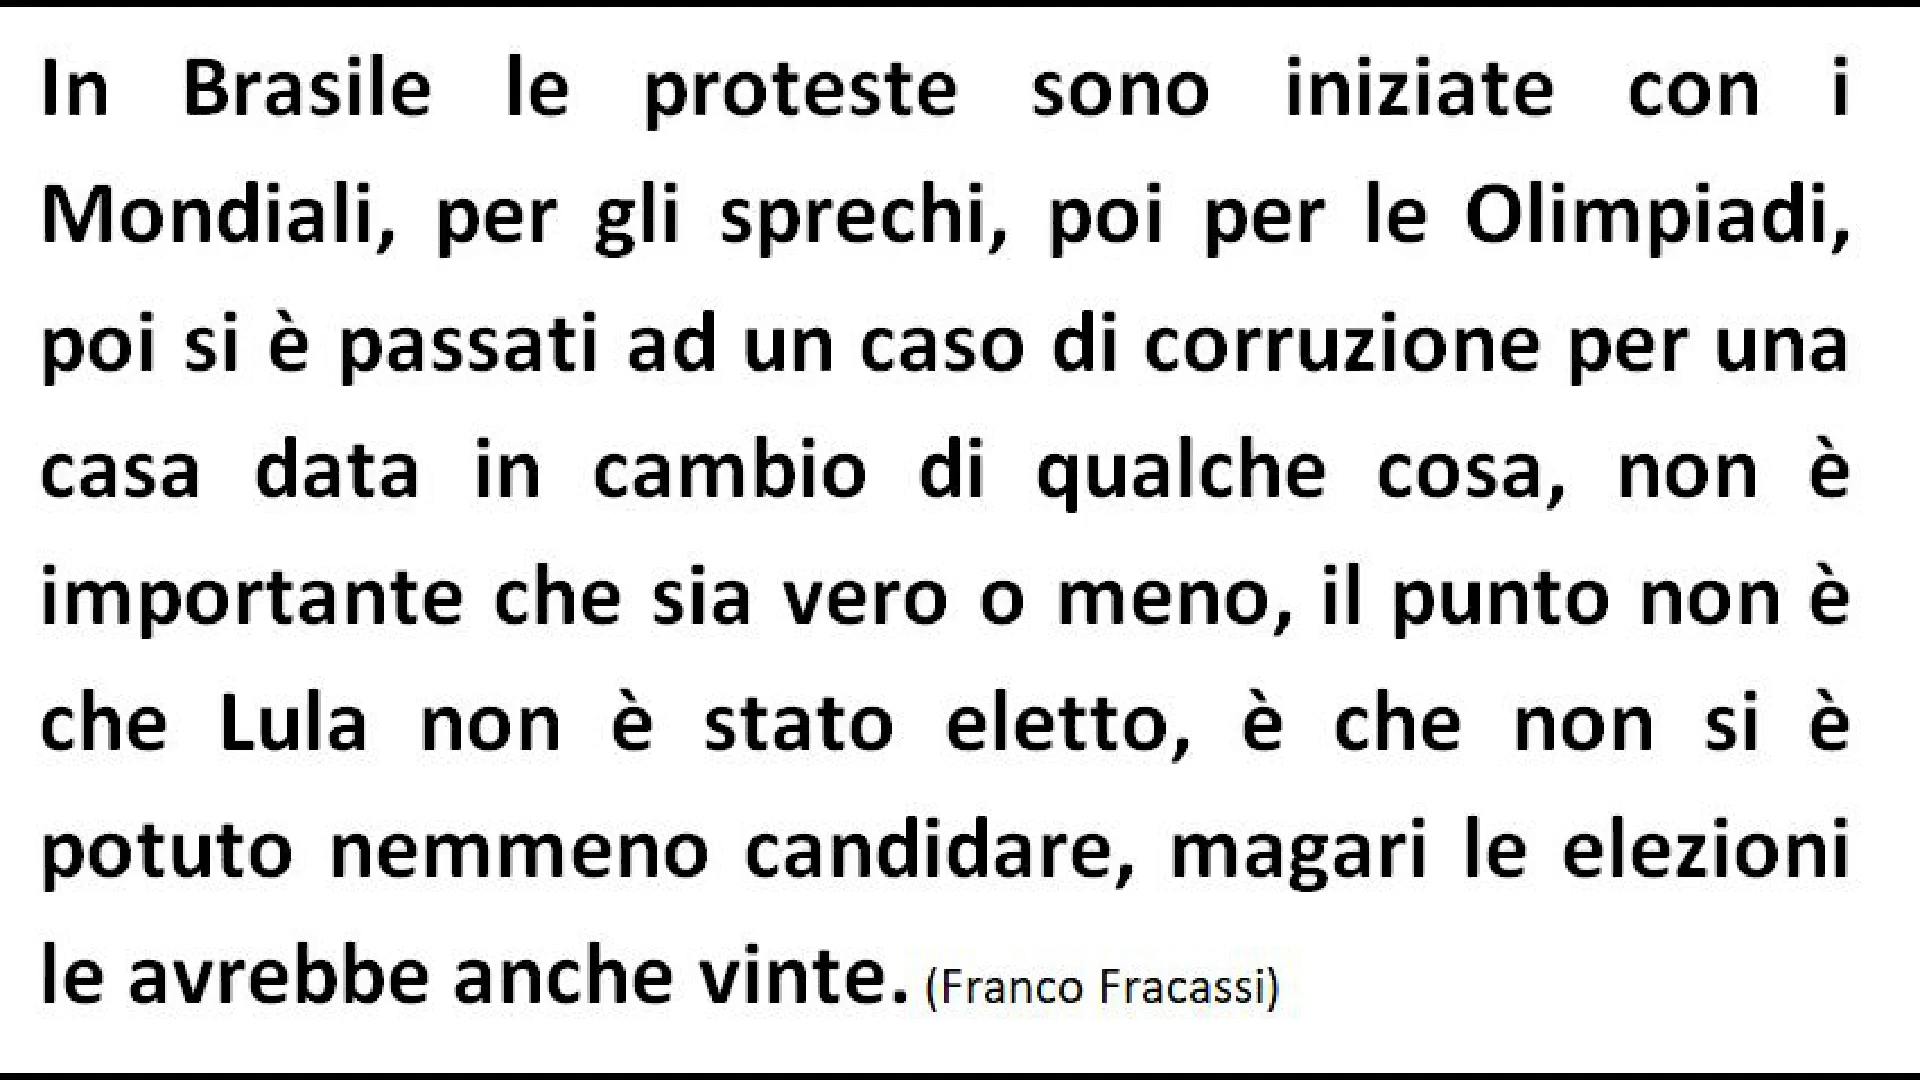 In Brasile le proteste sono iniziate con i
Mondiali, per gli sprechi, poi per le Olimpiadi,
poi si è passati ad un caso di corruzione per una
casa data in cambio di qualche cosa, non è
importante che sia vero o meno, il punto non è
che Lula non è stato eletto, è che non si è
potuto nemmeno candidare, magari le elezioni
le avrebbe anche vinte. (Franco Fracassi)